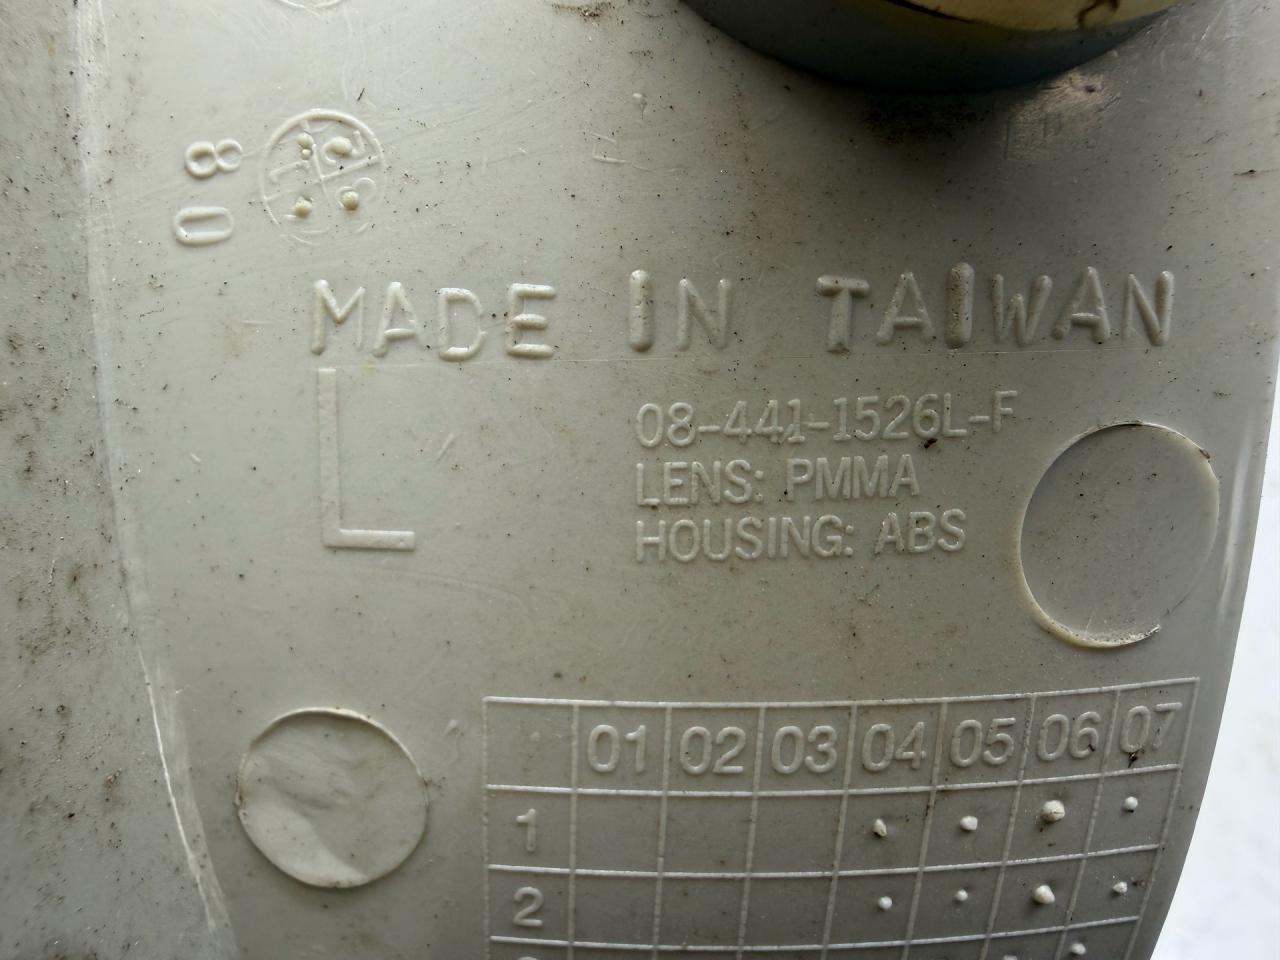 08
MADE IN TAIWAN
L
08-441-1526L-F
LENS: PMMA
HOUSING: ABS
01 02 03 04 05 06 07
1
2